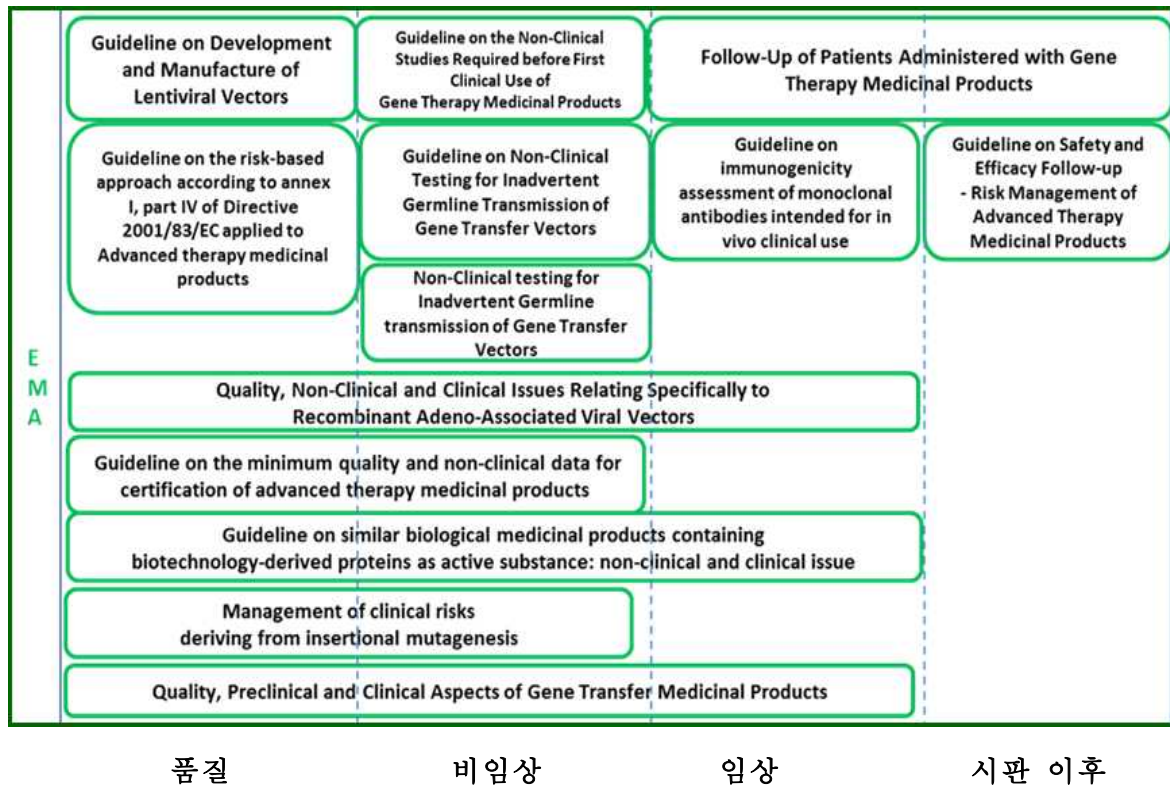 Guideline on Development
and Manufacture of
Lentiviral Vectors
Guideline on the Non-Clinical
Studies Required before First
Clinical Use of
Gene Therapy Medicinal Products
Follow-Up of Patients Administered with Gene
Therapy Medicinal Products
Guideline on the risk-based
approach according to annex
I, part IV of Directive
2001/83/EC applied to
Advanced therapy medicinal
products
Guideline on Non-Clinical
Testing for Inadvertent
Germline Transmission of
Gene Transfer Vectors
Guideline on
immunogenicity
assessment of monoclonal
antibodies intended for in
vivo clinical use
Guideline on Safety and
Efficacy Follow-up
- Risk Management of
Advanced Therapy
Medicinal Products
Non-Clinical testing for
Inadvertent Germline
transmission of Gene Transfer
Vectors
E
M
A
Quality, Non-Clinical and Clinical Issues Relating Specifically to
Recombinant Adeno-Associated Viral Vectors
Guideline on the minimum quality and non-clinical data for
certification of advanced therapy medicinal products
Guideline on similar biological medicinal products containing
biotechnology-derived proteins as active substance: non-clinical and clinical issue
Management of clinical risks
deriving from insertional mutagenesis
Quality, Preclinical and Clinical Aspects of Gene Transfer Medicinal Products
품질 비임상 임상 시판 이후